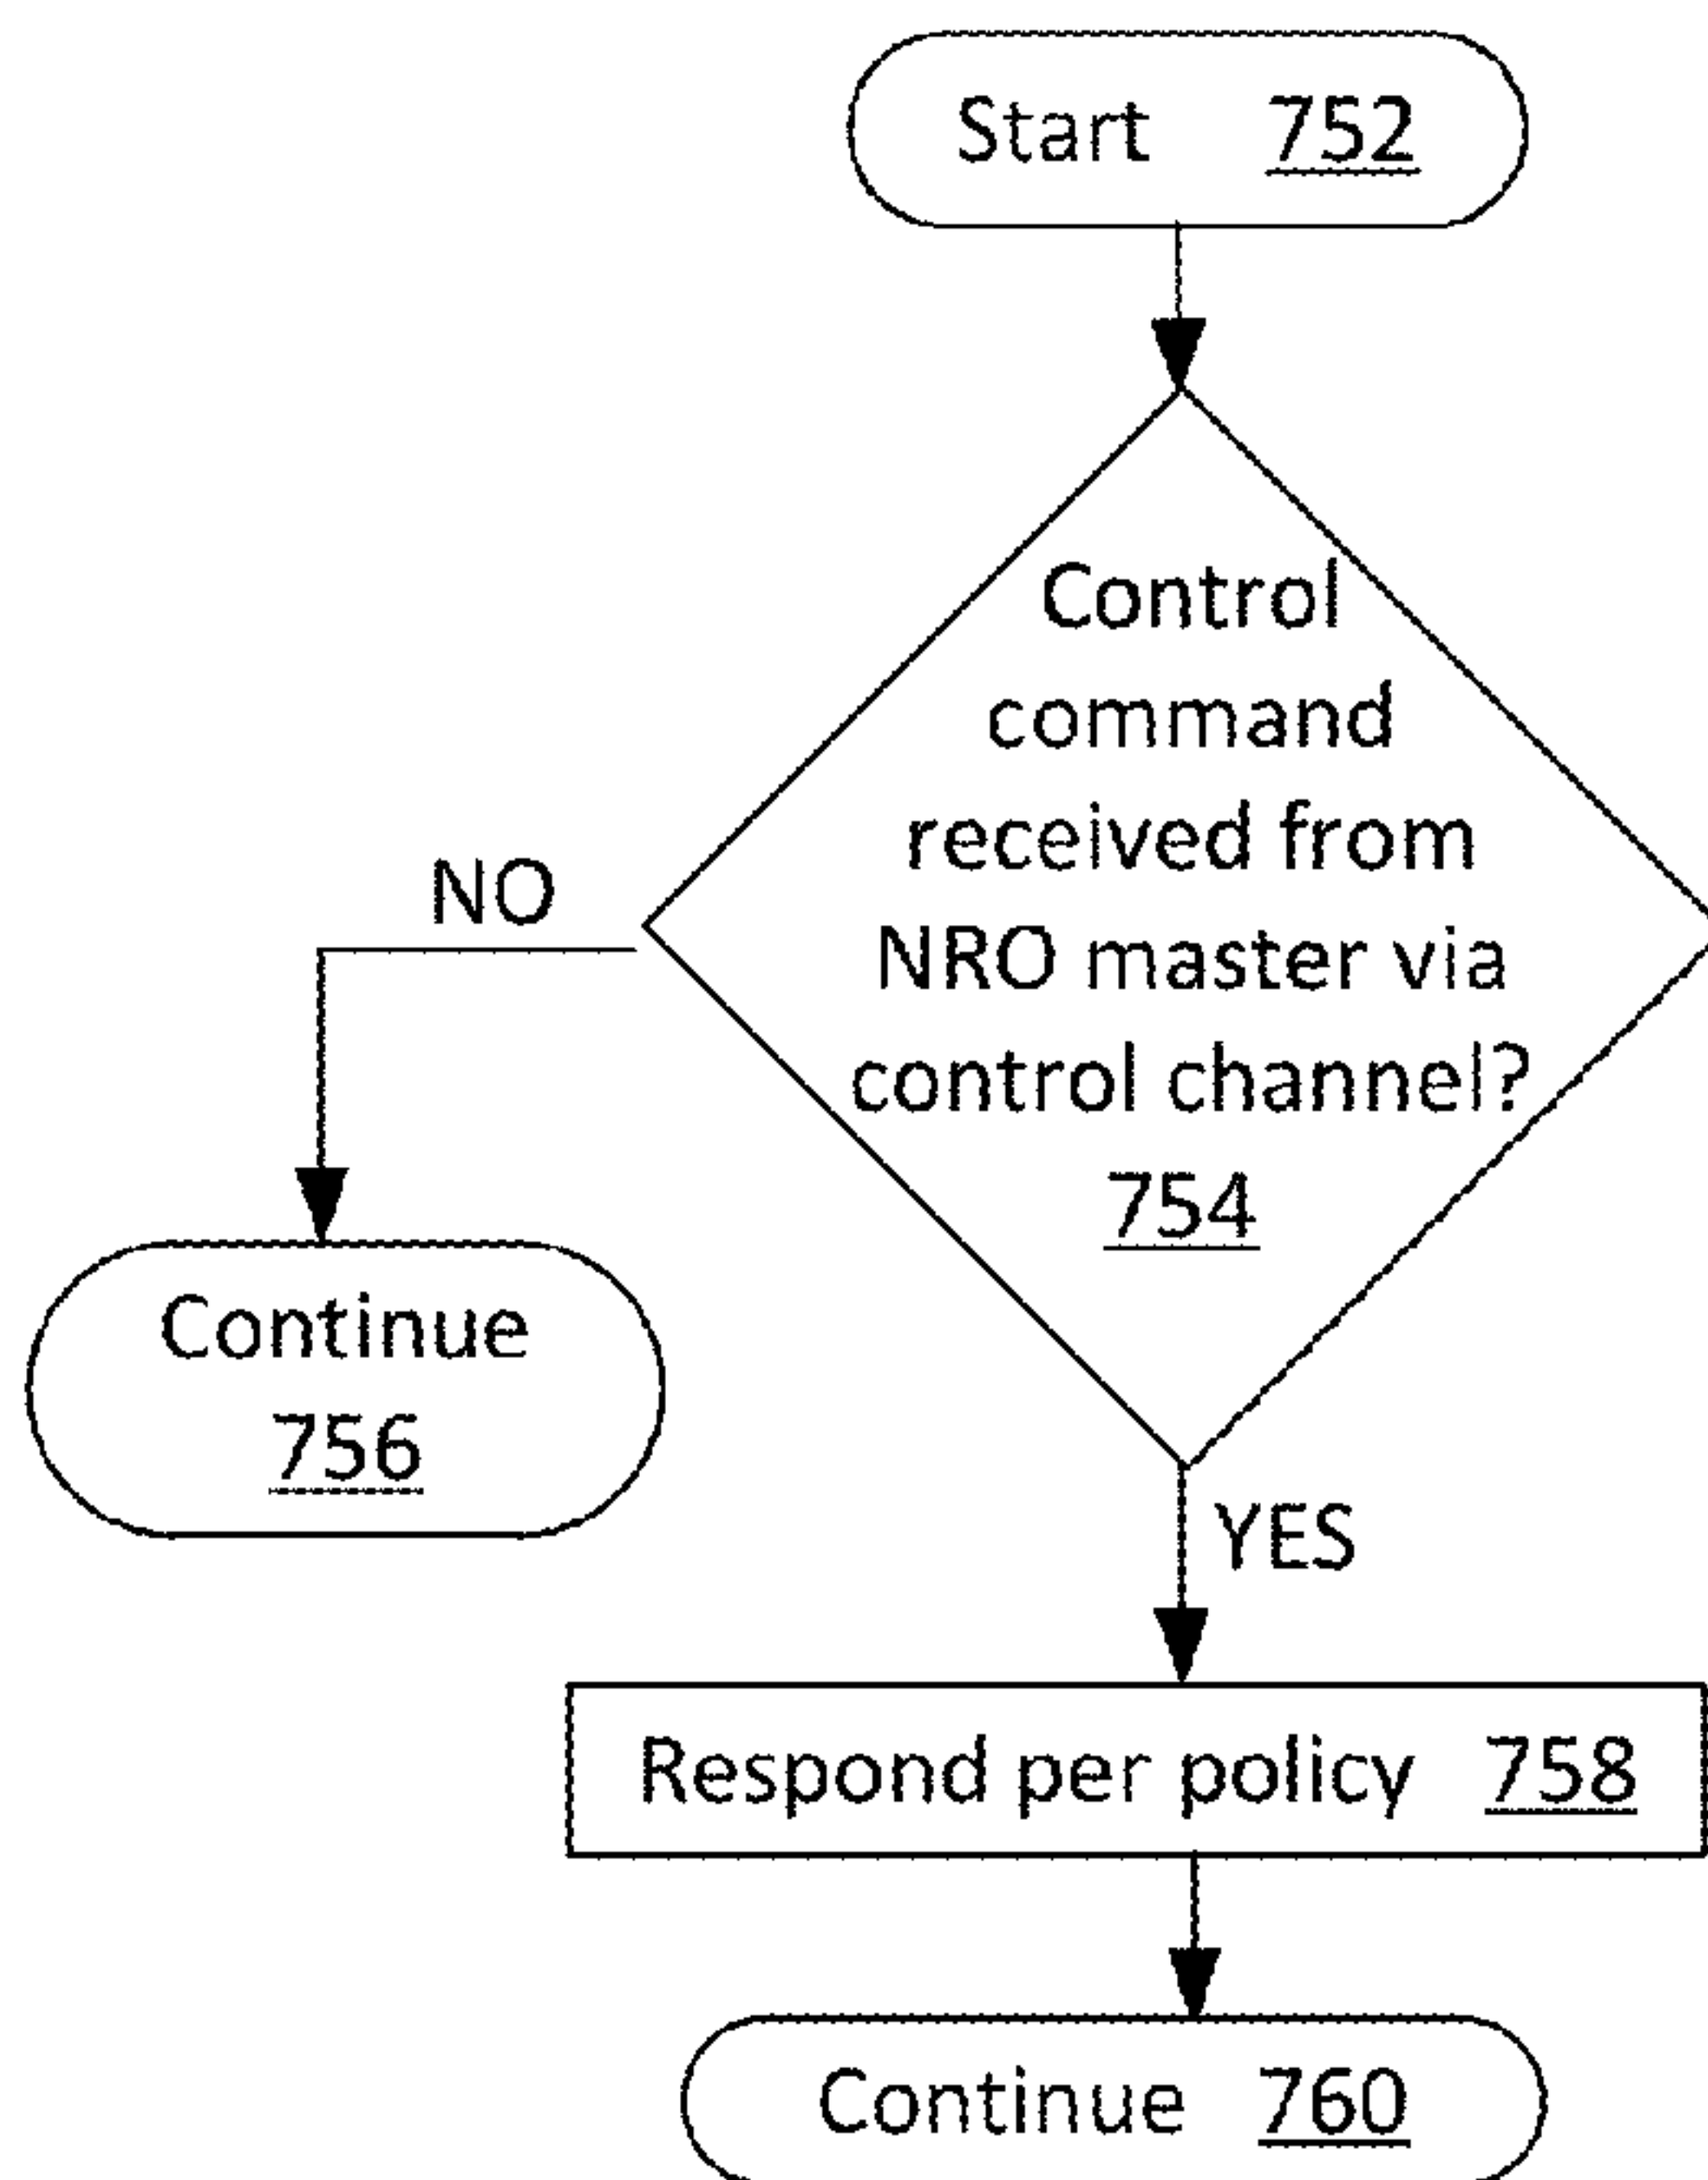 Start 752
Control
command
received from
NRO master via
control channel?
754
NO
Continue
756
YES
Respond per policy 758
Continue 760